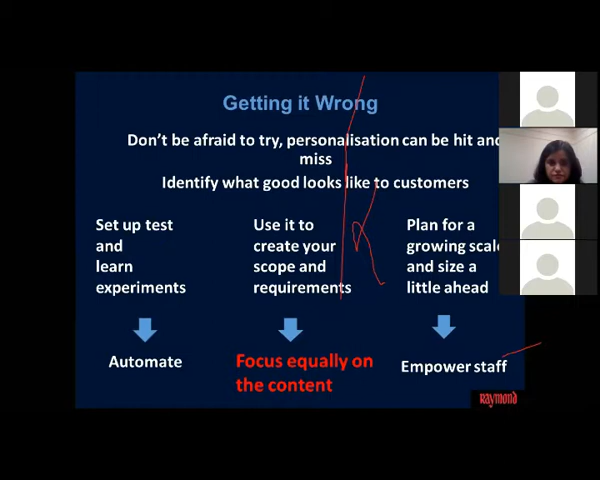 Getting it Wrong
Don't be afraid to try, personalisation can be hit and
miss
Identify what good looks like to customers
Set up test
and
learn
experiments
Use it to
create your
scope and
requirements
Plan for a
growing scale
and size a
little ahead
Automate
Focus equally on
the content
Empower staff
Raymond